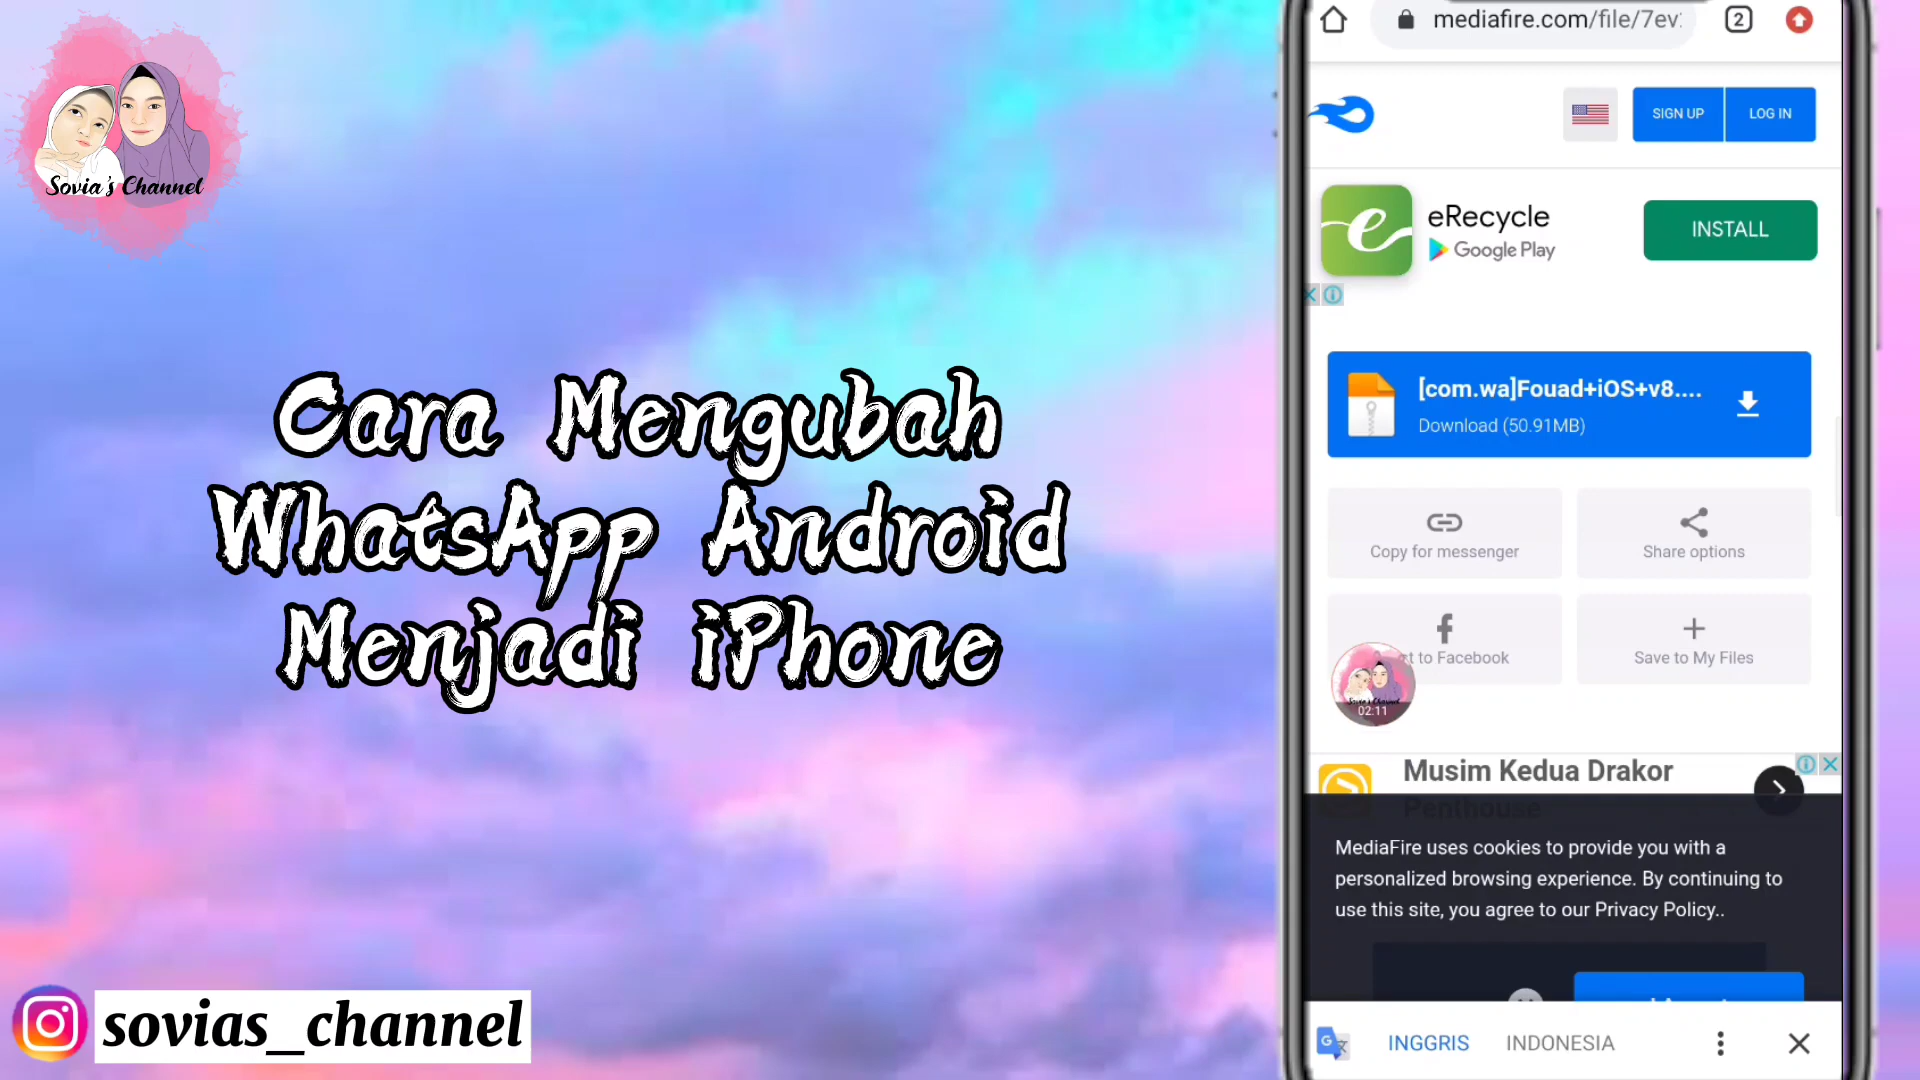 Sovia's Channel
Cara Mengubah
WhatsApp Android
Menjadi iPhone
sovias_channel
mediafire.com/file/7ev
2
SIGN UP
LOG IN
eRecycle
Google Play
INSTALL
[com.wa]Fouad+iOS+v8....
Download (50.91MB)
Copy for messenger
Share options
t to Facebook
Save to My Files
Sovia's Channel
02:11
Musim Kedua Drakor
Penthouse
MediaFire uses cookies to provide you with a
personalized browsing experience. By continuing to
use this site, you agree to our Privacy Policy..
INGGRIS
INDONESIA